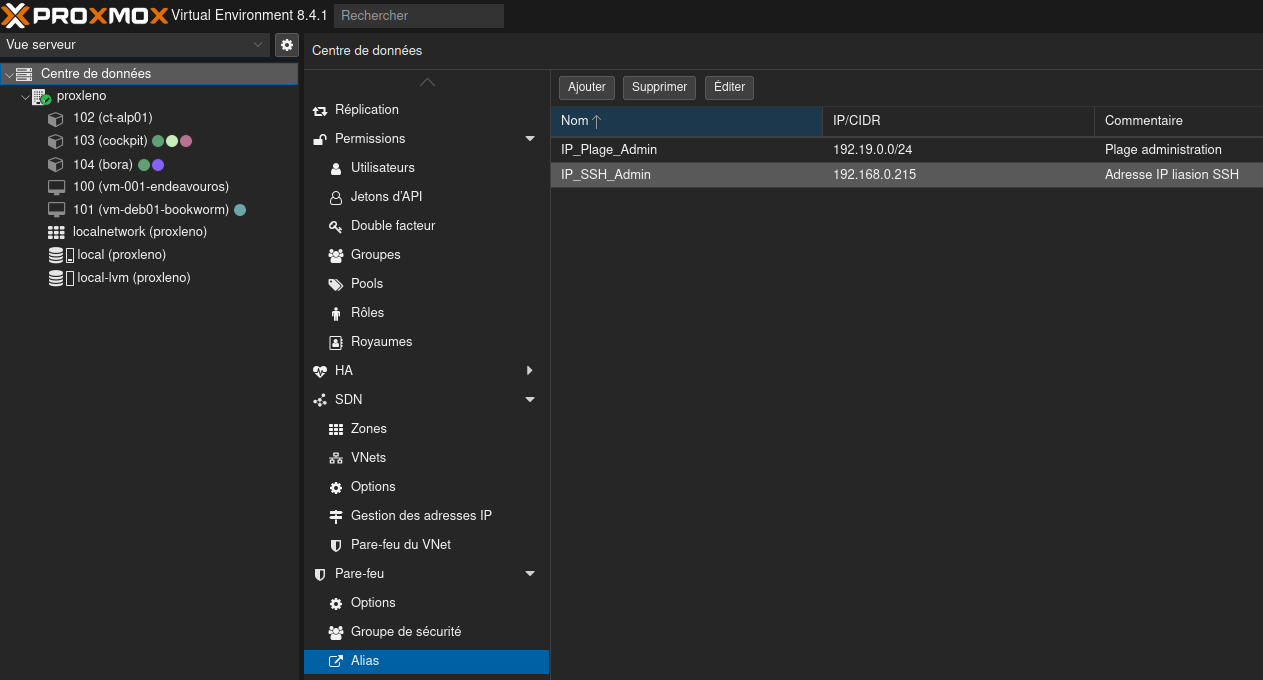 PROXMOX Virtual Environment 8.4.1 Rechercher
Vue serveur
Centre de données
proxleno
102 (ct-alp01)
103 (cockpit)
104 (bora)
100 (vm-001-endeavouros)
101 (vm-deb01-bookworm)
localnetwork (proxleno)
local (proxleno)
local-lvm (proxleno)
Centre de données
Réplication
Permissions
Utilisateurs
Jetons d'API
Double facteur
Groupes
Pools
Rôles
Royaumes
HA
SDN
Zones
VNets
Options
Gestion des adresses IP
Pare-feu du VNet
Pare-feu
Options
Groupe de sécurité
Alias
Ajouter Supprimer Éditer
Nom IP/CIDR Commentaire
IP_Plage_Admin 192.19.0.0/24 Plage administration
IP_SSH_Admin 192.168.0.215 Adresse IP liasion SSH